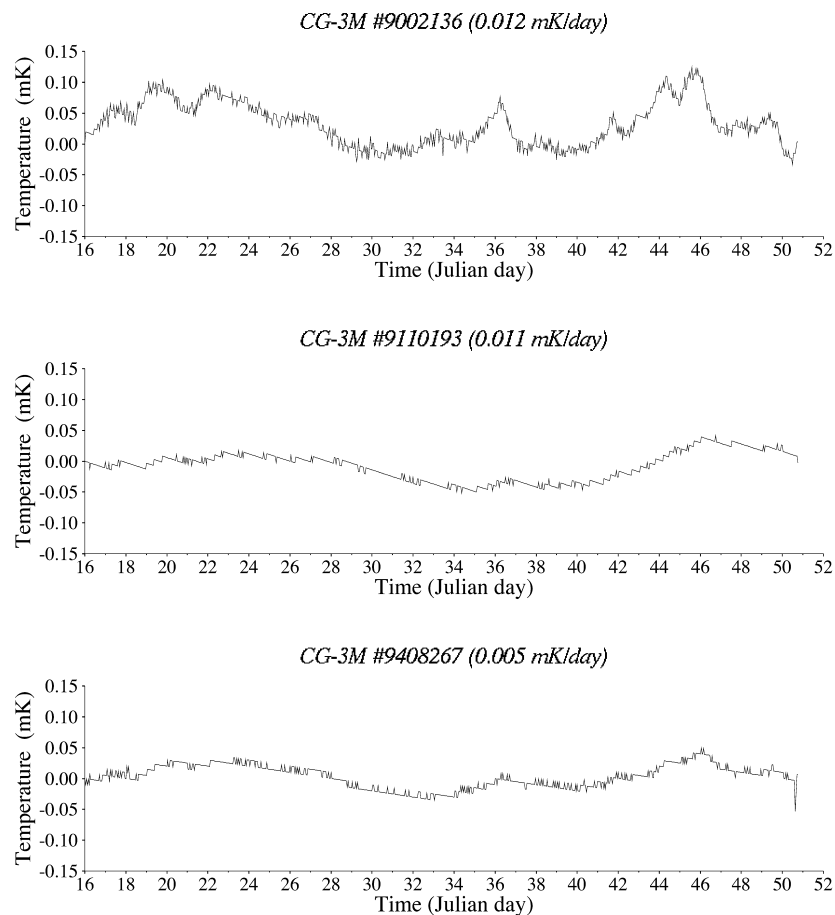 CG-3M #9002136 (0.012 mK/day)
0.15
0.10
0.05
0.00
-0.05
-0.10
-0.15
Temperature (mK)
16 18 20 22 24 26 28 30 32 34 36 38 40 42 44 46 48 50 52
Time (Julian day)
CG-3M #9110193 (0.011 mK/day)
0.15
0.10
0.05
0.00
-0.05
-0.10
-0.15
Temperature (mK)
16 18 20 22 24 26 28 30 32 34 36 38 40 42 44 46 48 50 52
Time (Julian day)
CG-3M #9408267 (0.005 mK/day)
0.15
0.10
0.05
0.00
-0.05
-0.10
-0.15
Temperature (mK)
16 18 20 22 24 26 28 30 32 34 36 38 40 42 44 46 48 50 52
Time (Julian day)